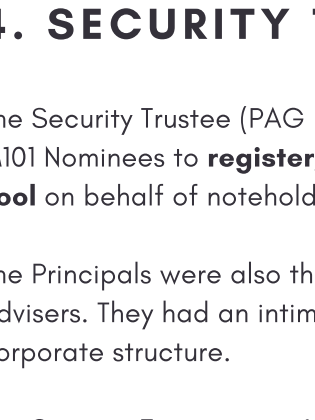 4. SECURITY
he Security Trustee (PAG
M101 Nominees to register,
ool on behalf of notehold
he Principals were also th
dvisers. They had an intim
orporate structure.